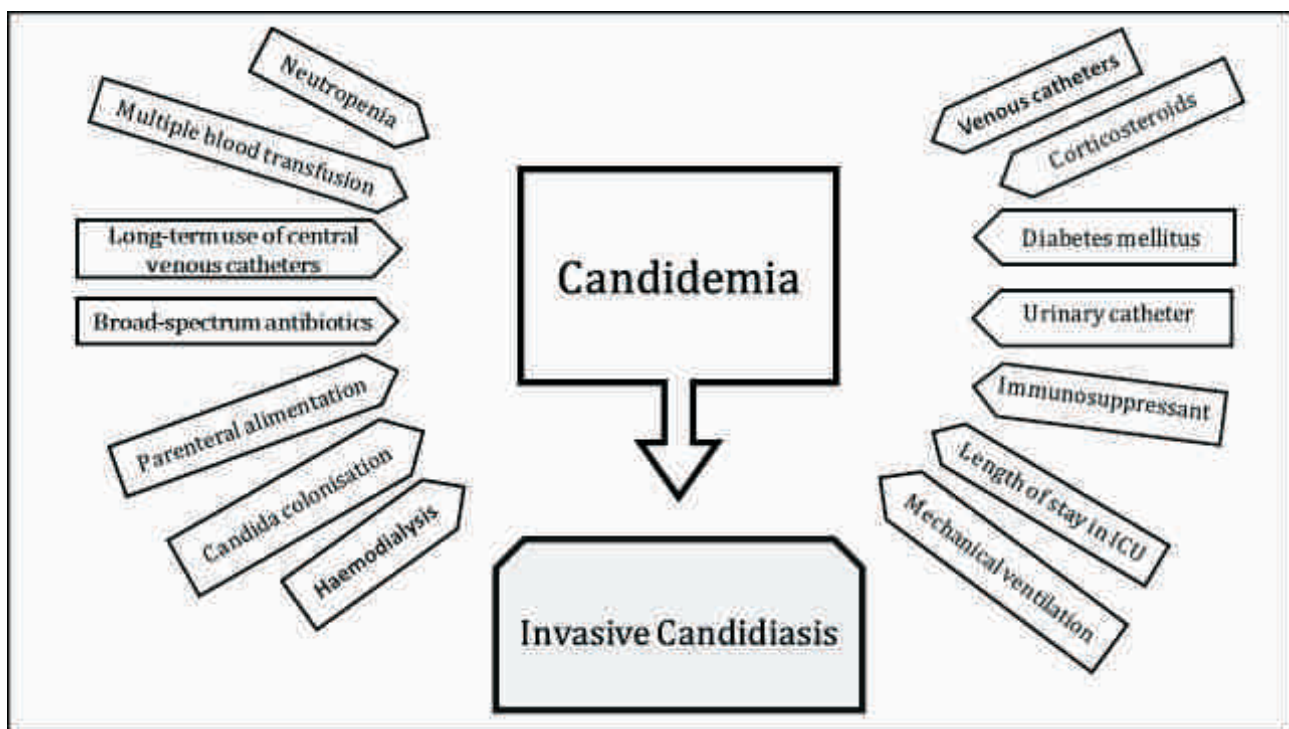 Neutropenia
Multiple blood transfusion
Long-term use of central
venous catheters
Broad-spectrum antibiotics
Parenteral alimentation
Candida colonisation
Haemodialysis
Candidemia
Invasive Candidiasis
Venous catheters
Corticosteroids
Diabetes mellitus
Urinary catheter
Immunosuppressant
Length of stay in ICU
Mechanical ventilation